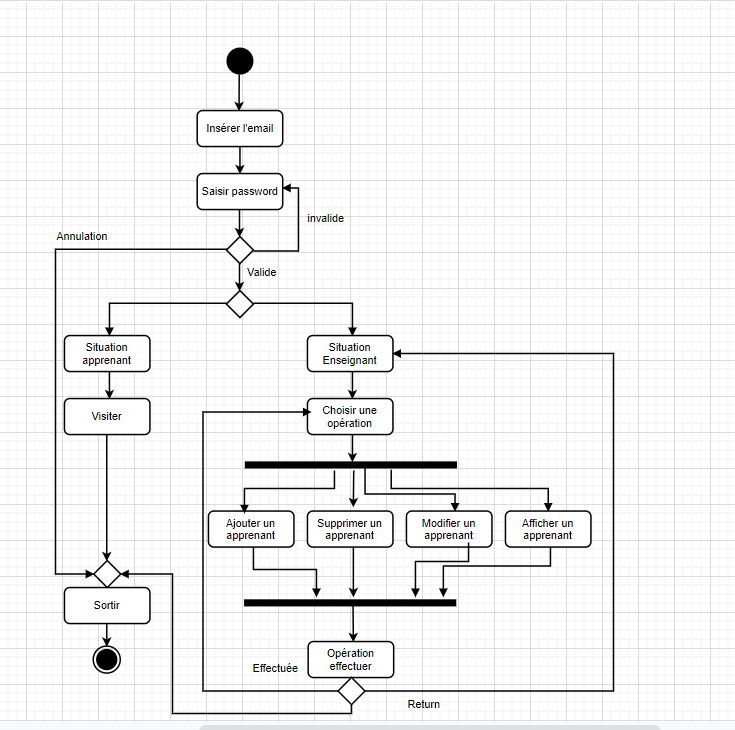 Insérer l'email
Saisir password
invalide
Annulation
Valide
Situation
apprenant
Situation
Enseignant
Visiter
Choisir une
opération
Ajouter un
apprenant
Supprimer un
apprenant
Modifier un
apprenant
Afficher un
apprenant
Sortir
Opération
effectuer
Effectuée
Return